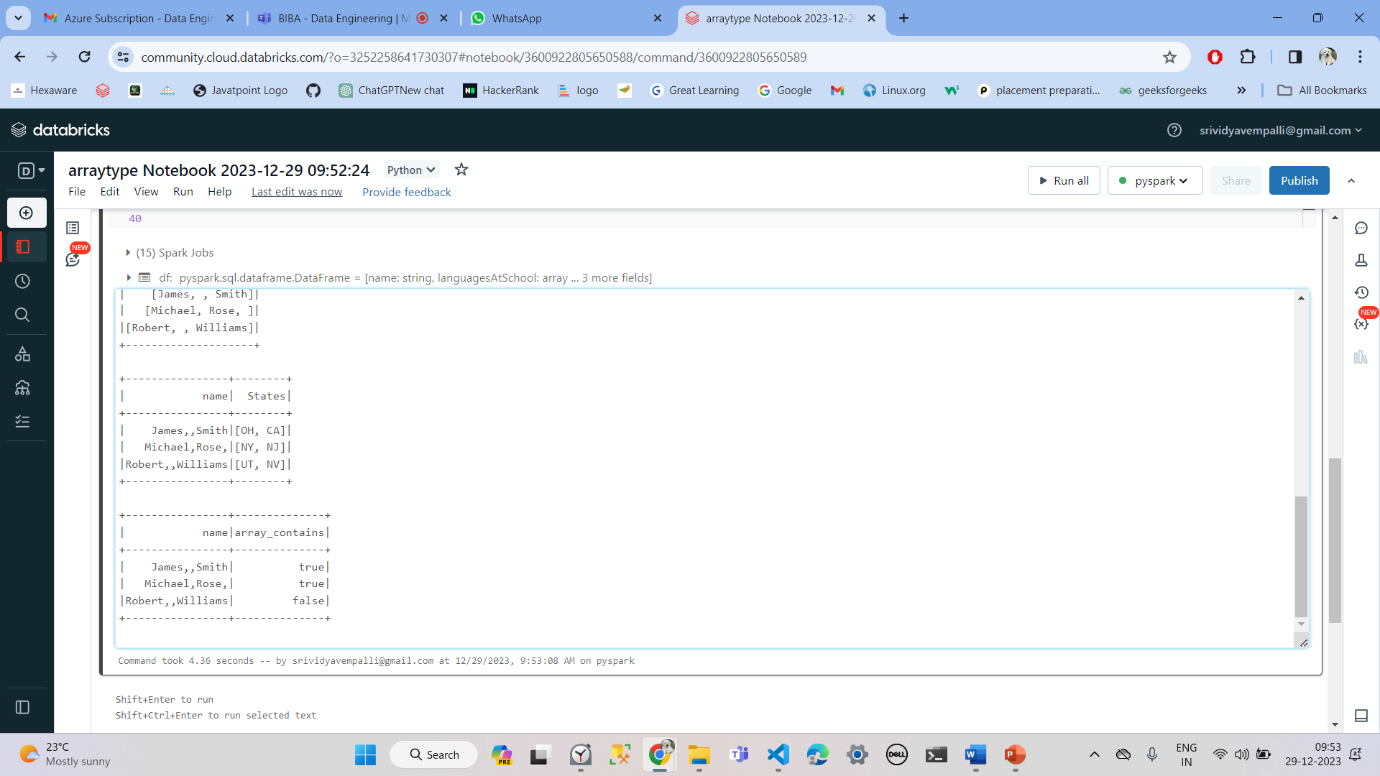 Azure Subscription - Data Engin
BIBA - Data Engineering | M
WhatsApp
arraytype Notebook 2023-12-29
community.cloud.databricks.com/?o=3252258641730307#notebook/3600922805650588/command/3600922805650589
Hexaware
Javatpoint Logo
ChatGPTNew chat
HackerRank
logo
Great Learning
Google
Linux.org
placement preparati...
geeksforgeeks
»
All Bookmarks
databricks
srividyavempalli@gmail.com
D
arraytype Notebook 2023-12-29 09:52:24
Python
File Edit View Run Help Last edit was now Provide feedback
Run all
pyspark
Share
Publish
NEW
40
(15) Spark Jobs
df: pyspark.sql.dataframe.DataFrame = [name: string, languagesAtSchool: array ... 3 more fields]
|    [James, , Smith]|
|   [Michael, Rose, ]|
|[Robert, , Williams]|
+--------------------+
+----------------+--------+
|            name|  States|
+----------------+--------+
|    James,,Smith|[OH, CA]|
|   Michael,Rose,|[NY, NJ]|
|Robert,,Williams|[UT, NV]|
+----------------+--------+
+----------------+--------------+
|            name|array_contains|
+----------------+--------------+
|    James,,Smith|          true|
|   Michael,Rose,|          true|
|Robert,,Williams|         false|
+----------------+--------------+
Command took 4.36 seconds -- by srividyavempalli@gmail.com at 12/29/2023, 9:53:08 AM on pyspark
Shift+Enter to run
Shift+Ctrl+Enter to run selected text
NEW
23°C
Mostly sunny
Search
PRE
DELL
ENG
IN
09:53
29-12-2023